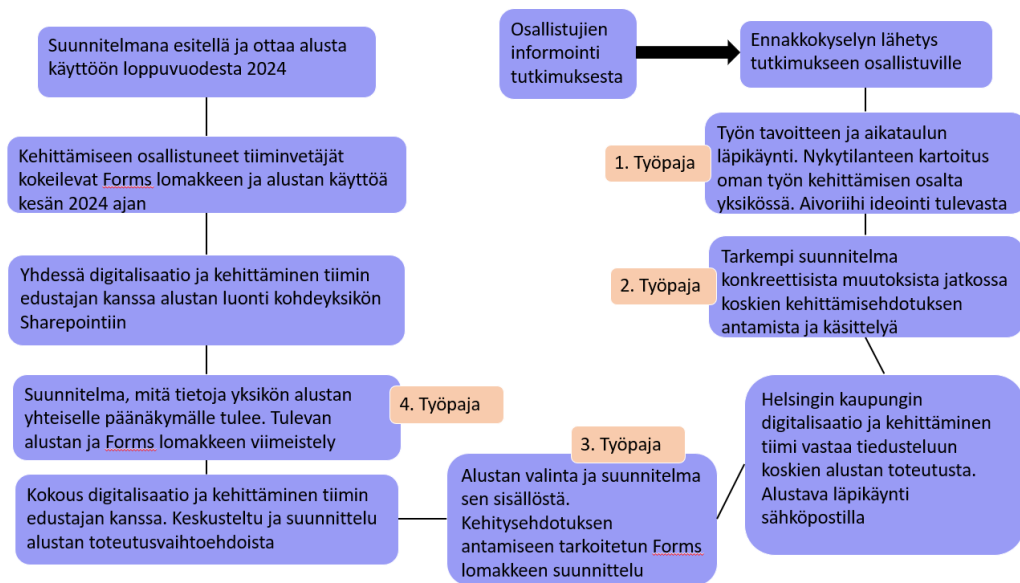 Osallistujien
informointi
tutkimuksesta
Ennakkokyselyn lähetys
tutkimukseen osallistuville
1. Työpaja
Työn tavoitteen ja aikataulun
läpikäynti. Nykytilanteen kartoitus
oman työn kehittämisen osalta
yksikössä. Aivoriihi ideointi tulevasta
2. Työpaja
Tarkempi suunnitelma
konkreettisista muutoksista jatkossa
koskien kehittämisehdotuksen
antamista ja käsittelyä
Helsingin kaupungin
digitalisaatio ja kehittäminen
tiimi vastaa tiedusteluun
koskien alustan toteutusta.
Alustava läpikäynti
sähköpostilla
3. Työpaja
Alustan valinta ja suunnitelma
sen sisällöstä.
Kehitysehdotuksen
antamiseen tarkoitetun Forms
lomakkeen suunnittelu
Kokous digitalisaatio ja kehittäminen tiimin
edustajan kanssa. Keskusteltu ja suunnittelu
alustan toteutusvaihtoehdoista
4. Työpaja
Suunnitelma, mitä tietoja yksikön alustan
yhteiselle päänäkymälle tulee. Tulevan
alustan ja Forms lomakkeen viimeistely
Yhdessä digitalisaatio ja kehittäminen tiimin
edustajan kanssa alustan luonti kohdeyksikön
Sharepointiin
Kehittämiseen osallistuneet tiiminvetäjät
kokeilevat Forms lomakkeen ja alustan käyttöä
kesän 2024 ajan
Suunnitelmana esitellä ja ottaa alusta
käyttöön loppuvuodesta 2024